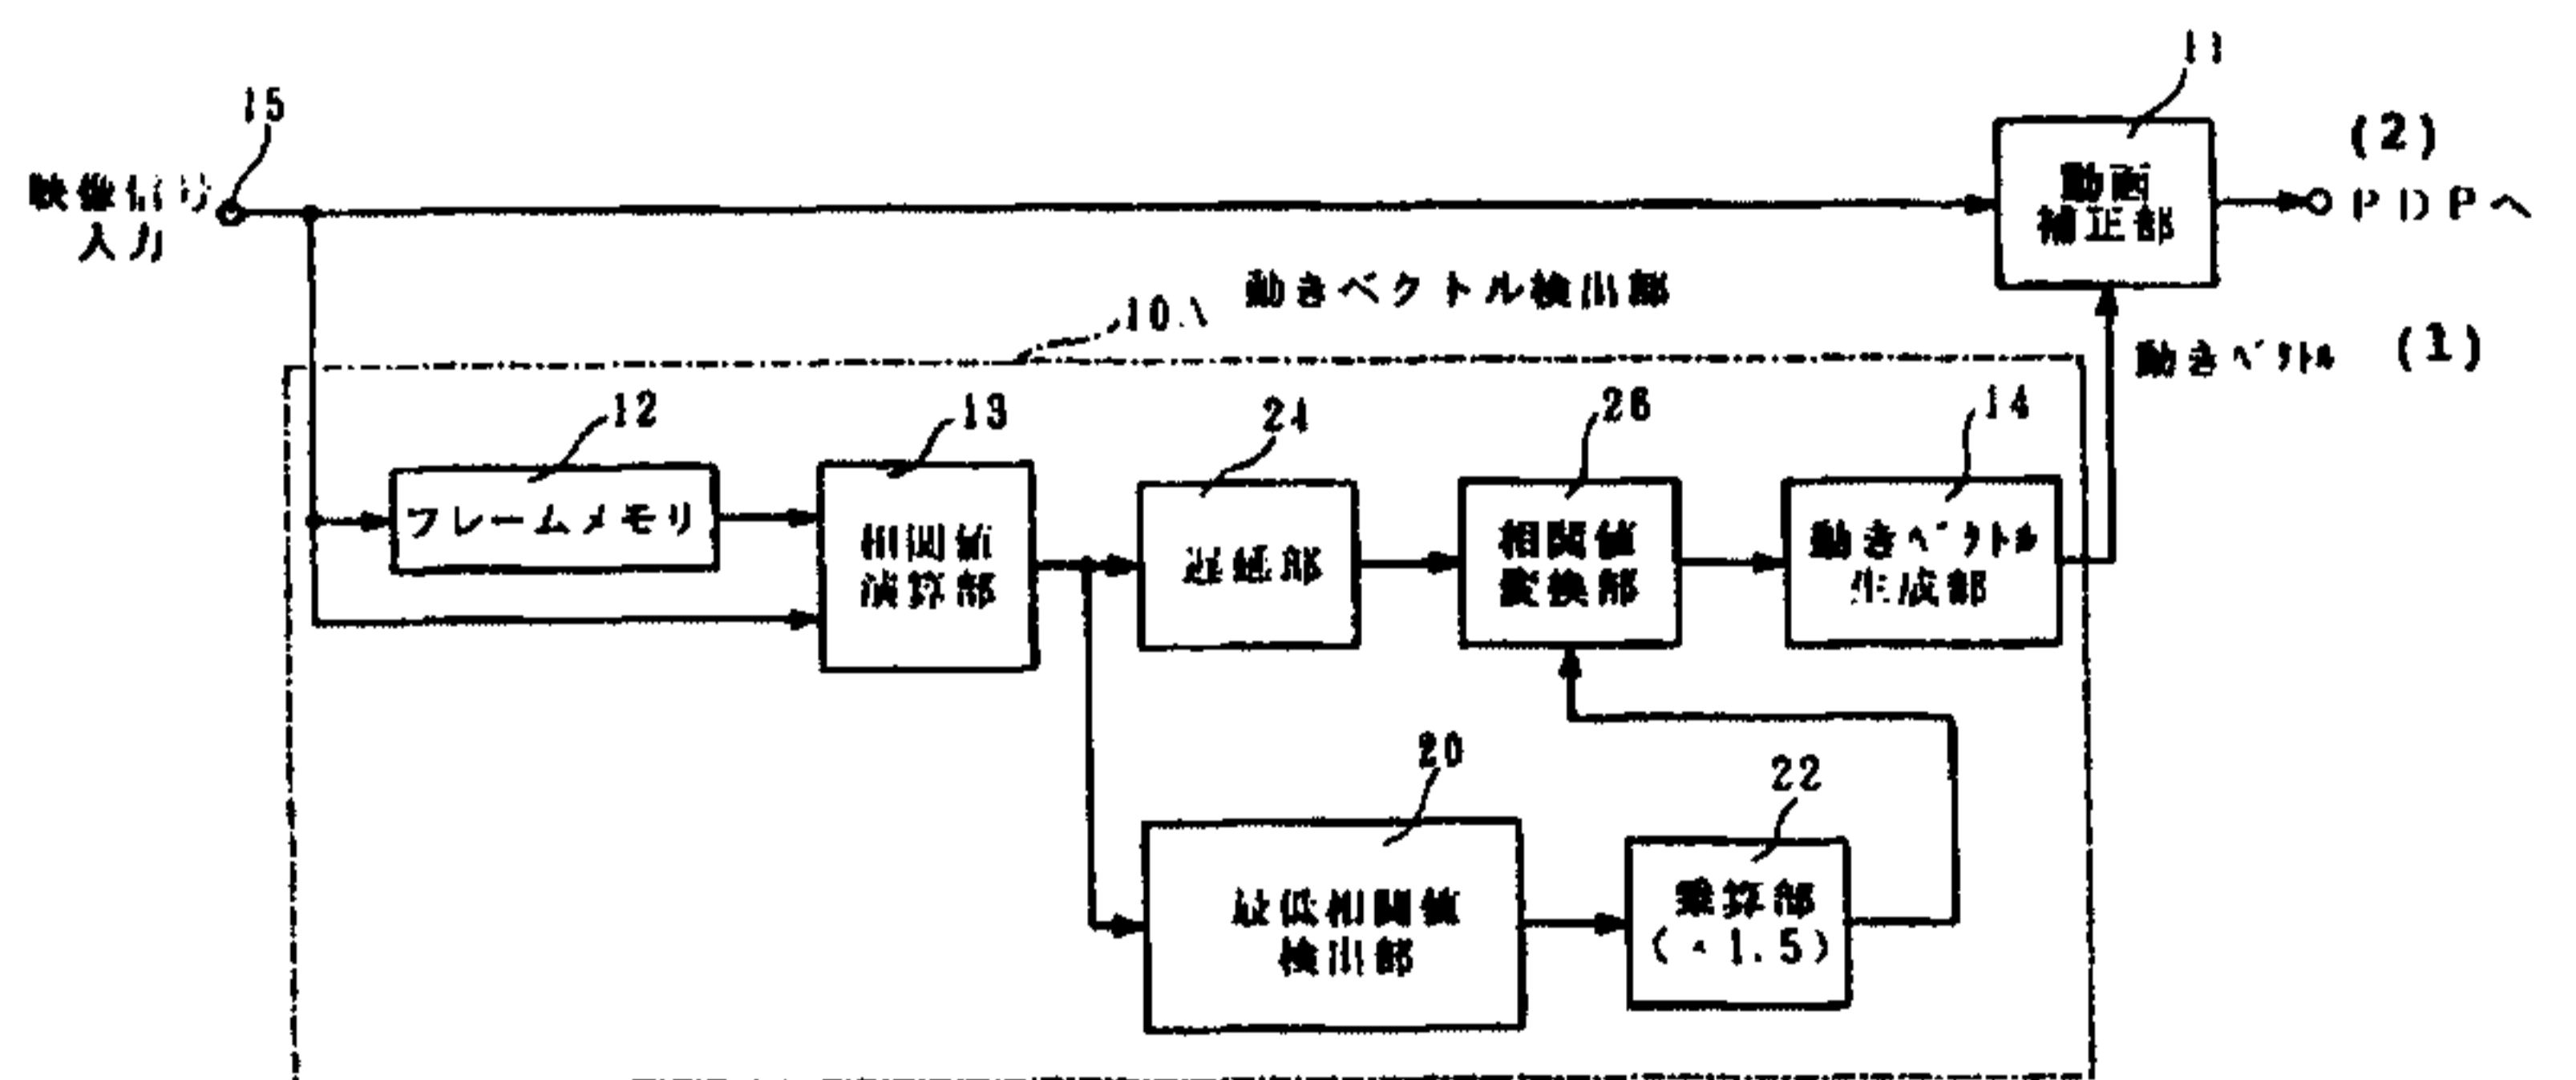 11
15
(2)
映像信号
入力
動画
補正部
PDPへ
10A
動きベクトル検出部
動きベクトル (1)
12
13
24
26
14
フレームメモリ
相関値
演算部
遅延部
相関値
変換部
動きベクトル
生成部
20
22
最低相関値
検出部
乗算部
1.5)